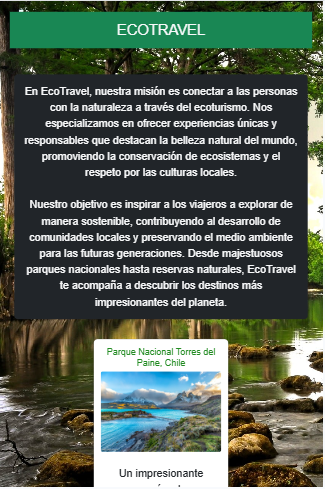 ECOTRAVEL
En EcoTravel, nuestra misión es conectar a las personas
con la naturaleza a través del ecoturismo. Nos
especializamos en ofrecer experiencias únicas y
responsables que destacan la belleza natural del mundo,
promoviendo la conservación de ecosistemas y el
respeto por las culturas locales.
Nuestro objetivo es inspirar a los viajeros a explorar de
manera sostenible, contribuyendo al desarrollo de
comunidades locales y preservando el medio ambiente
para las futuras generaciones. Desde majestuosos
parques nacionales hasta reservas naturales, EcoTravel
te acompaña a descubrir los destinos más
impresionantes del planeta.
Parque Nacional Torres del
Paine, Chile
Un impresionante